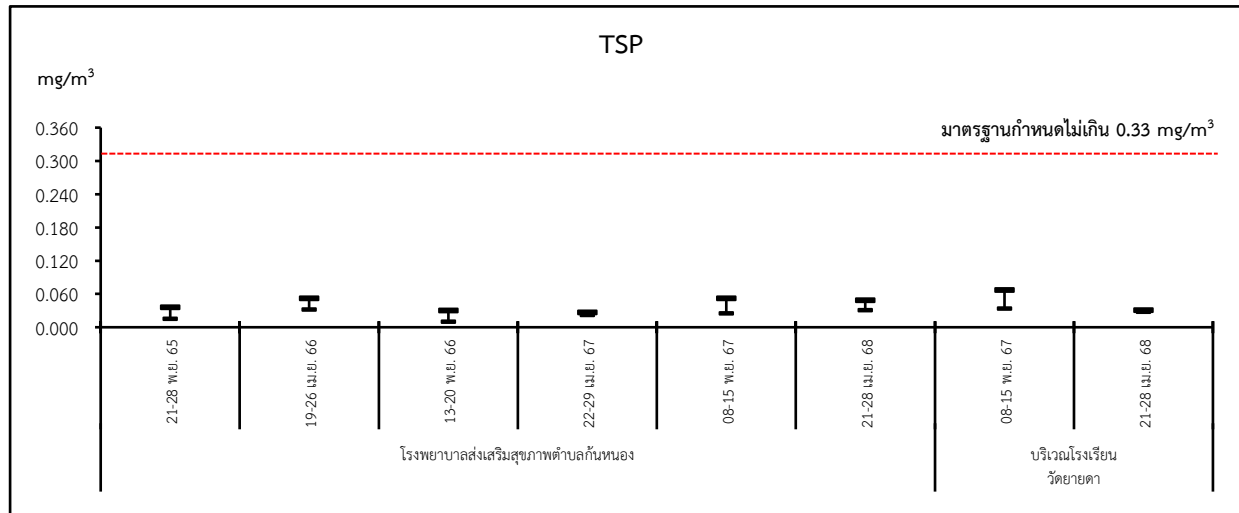 TSP
mg/m³
มาตรฐานกำหนดไม่เกิน 0.33 mg/m³
0.360
0.300
0.240
0.180
0.120
0.060
0.000
21-28 พ.ย. 65
19-26 เม.ย. 66
13-20 พ.ย. 66
22-29 เม.ย. 67
08-15 พ.ย. 67
21-28 เม.ย. 68
08-15 พ.ย. 67
21-28 เม.ย. 68
โรงพยาบาลส่งเสริมสุขภาพตำบลก้นหนอง
บริเวณโรงเรียน
วัดยายดา